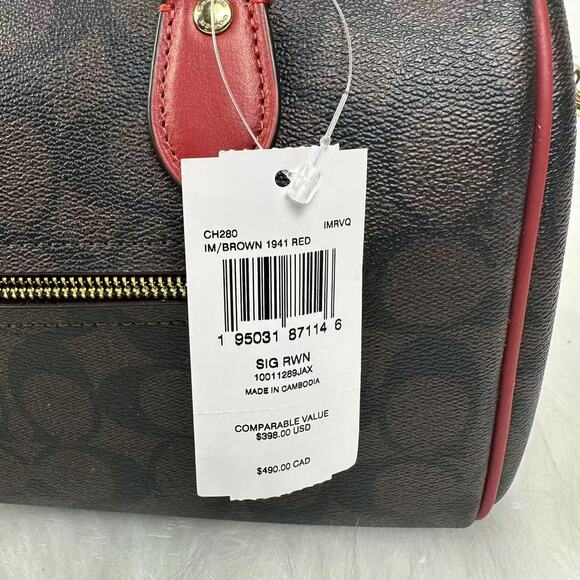 CH280 IMRVQ
IM/BROWN 1941 RED
1 95031 87114 6
SIG RWN
10011289JAX
MADE IN CAMBODIA
COMPARABLE VALUE
$398.00 USD
$490.00 CAD